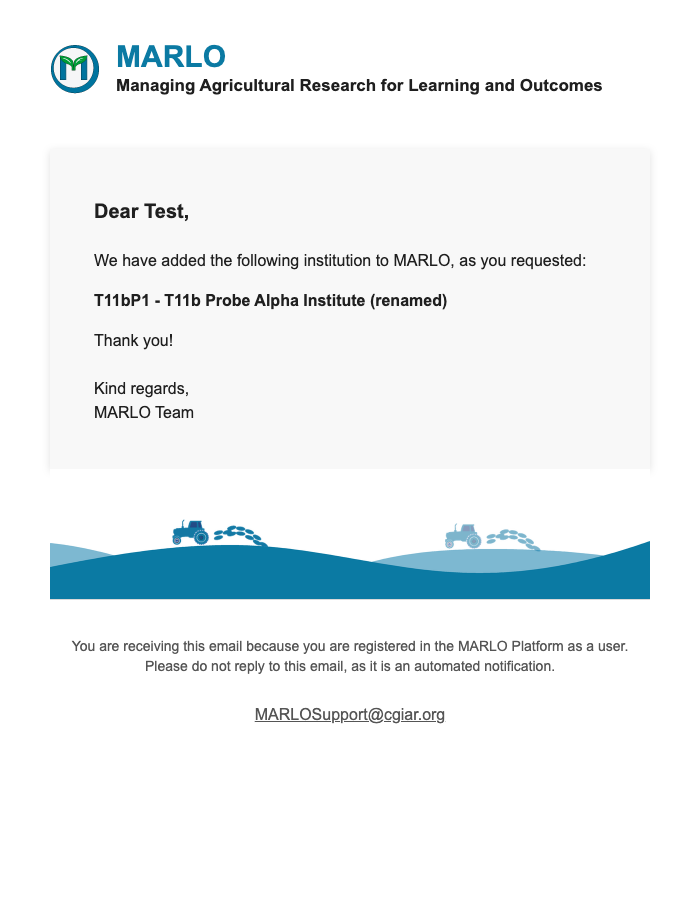 MARLO
Managing Agricultural Research for Learning and Outcomes
Dear Test,
We have added the following institution to MARLO, as you requested:
T11bP1 - T11b Probe Alpha Institute (renamed)
Thank you!
Kind regards,
MARLO Team
You are receiving this email because you are registered in the MARLO Platform as a user.
Please do not reply to this email, as it is an automated notification.
MARLOSupport@cgiar.org